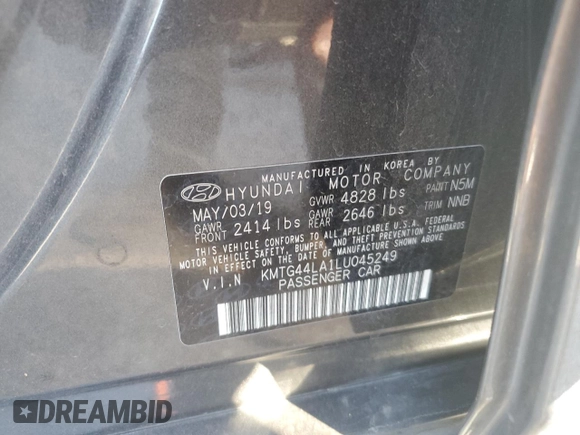 MANUFACTURED IN KOREA BY
HYUNDAI MOTOR COMPANY
MAY/03/19 GVWR 4828 lbs PAINT N5M
GAWR FRONT 2414 lbs GAWR REAR 2646 lbs TRIM NNB
THIS VEHICLE CONFORMS TO ALL APPLICABLE U.S.A. FEDERAL
MOTOR VEHICLE SAFETY, BUMPER, AND THEFT PREVENTION STANDARDS
IN EFFECT ON THE DATE OF MANUFACTURE SHOWN ABOVE.
V.I.N KMTG44LA1LU045249
PASSENGER CAR
DREAMBID